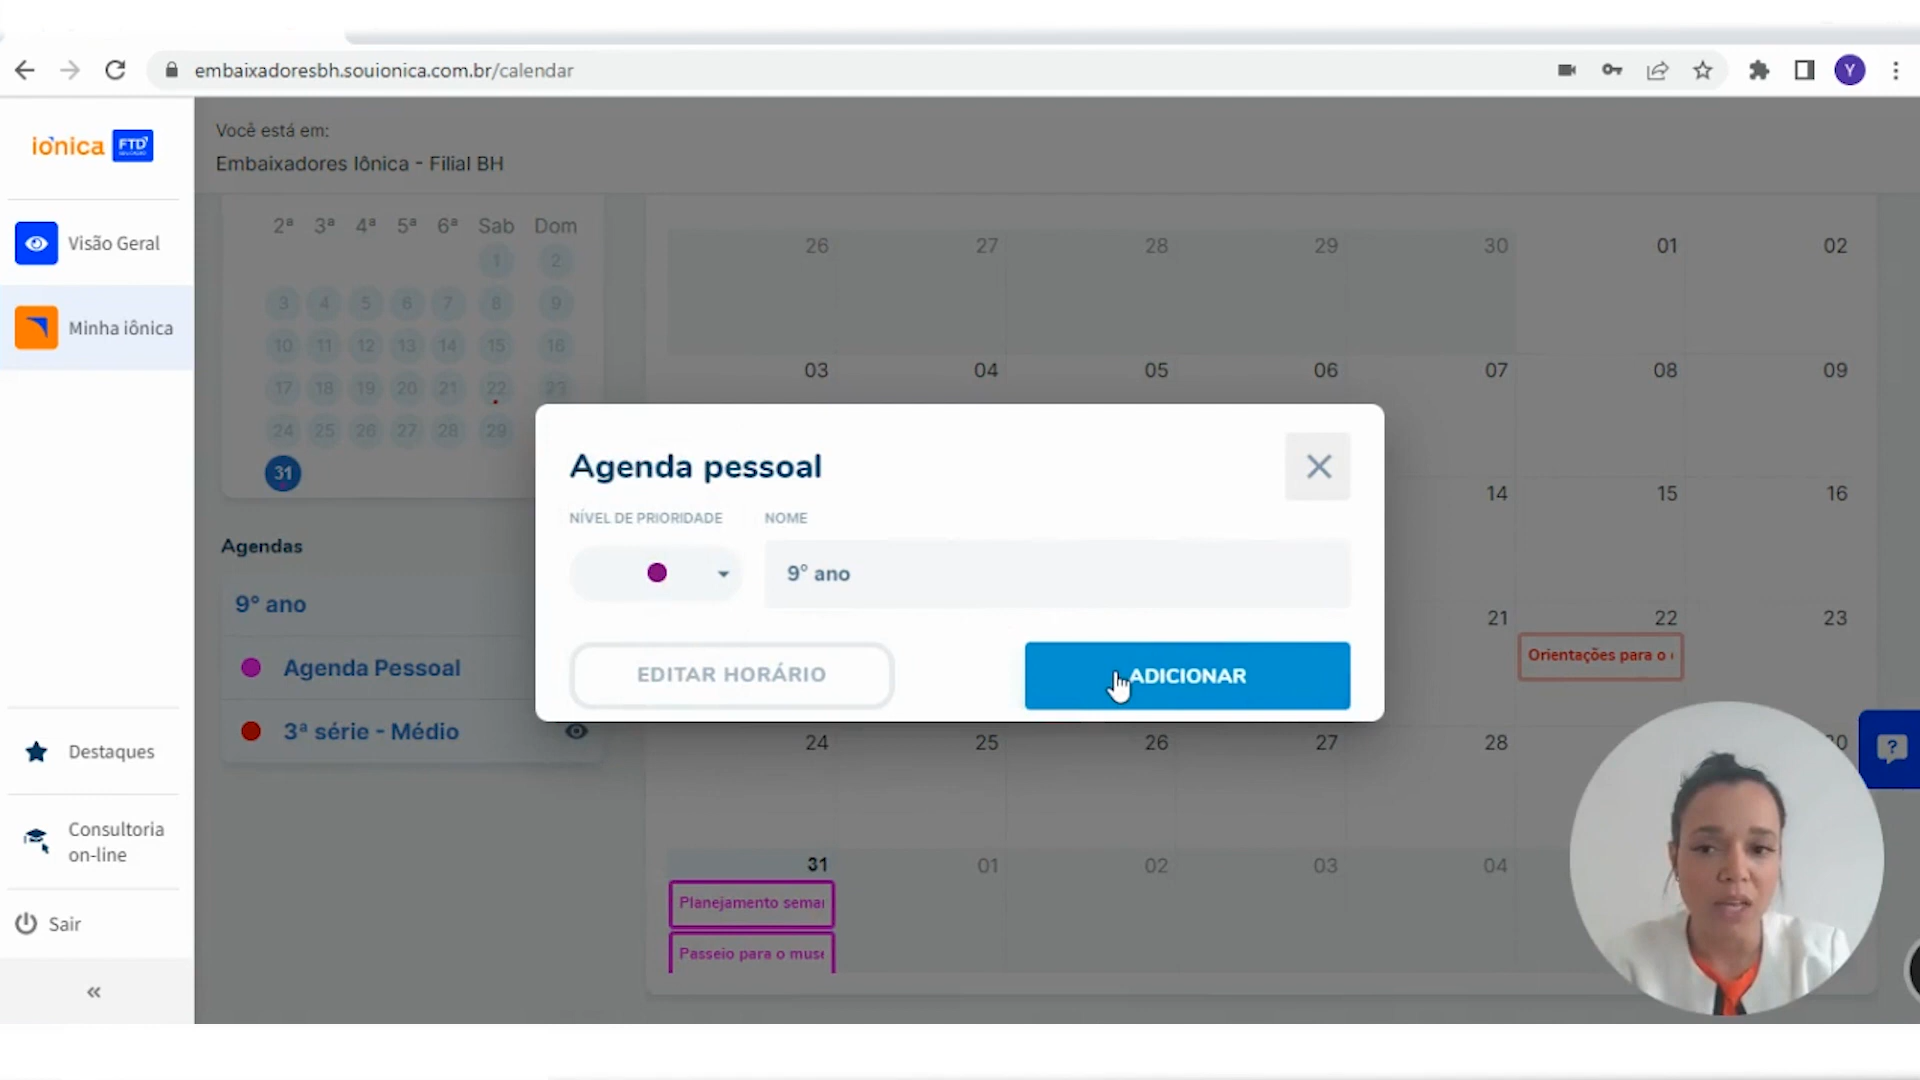 embaixadoresbh.souionica.com.br/calendar
Y
iônica FTD
Você está em:
Embaixadores Iônica - Filial BH
Visão Geral
Minha iônica
Destaques
Consultoria
on-line
Sair
«
2ª 3ª 4ª 5ª 6ª Sab Dom
1 2
3 4 5 6 7 8 9
10 11 12 13 14 15 16
17 18 19 20 21 22 23
24 25 26 27 28 29
31
Agendas
9° ano
Agenda Pessoal
3ª série - Médio
26 27 28 29 30 01 02
03 04 05 06 07 08 09
14 15 16
21 22 23
Orientações para o
24 25 26 27 28
31 01 02 03 04
Planejamento sema
Passeio para o mus
Agenda pessoal
NÍVEL DE PRIORIDADE NOME
9° ano
EDITAR HORÁRIO ADICIONAR
?